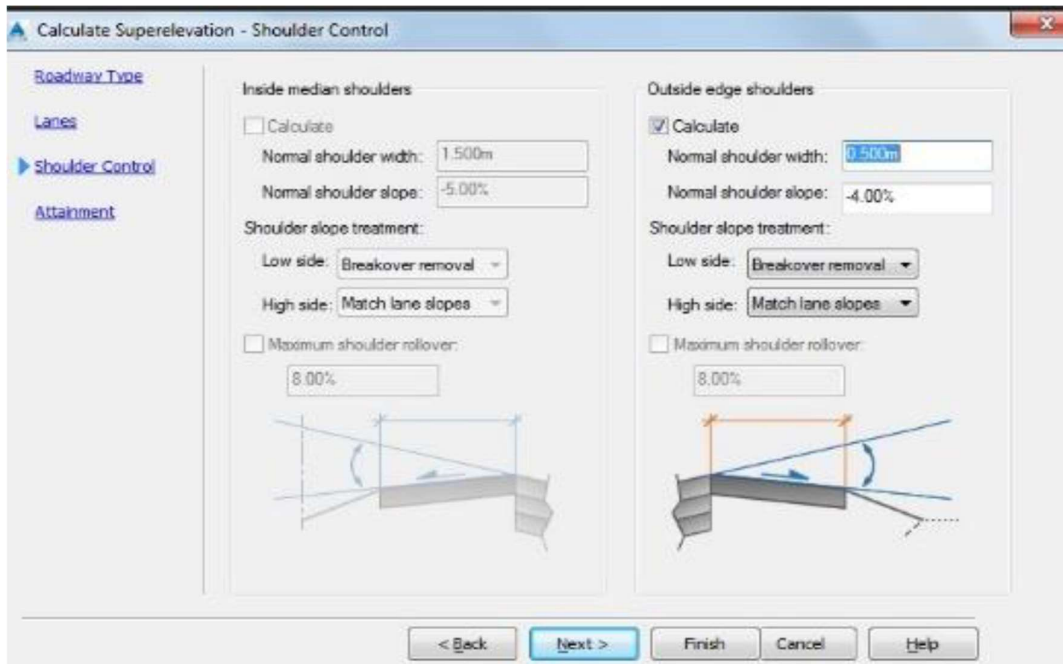 Calculate Superelevation - Shoulder Control
Roadway Type
Lanes
Shoulder Control
Attainment
Inside median shoulders
Calculate
Normal shoulder width: 1.500m
Normal shoulder slope: -5.00%
Shoulder slope treatment:
Low side: Breakover removal
High side: Match lane slopes
Maximum shoulder rollover:
8.00%
Outside edge shoulders
Calculate
Normal shoulder width: 0.500m
Normal shoulder slope: -4.00%
Shoulder slope treatment:
Low side: Breakover removal
High side: Match lane slopes
Maximum shoulder rollover:
8.00%
< Back
Next >
Finish
Cancel
Help